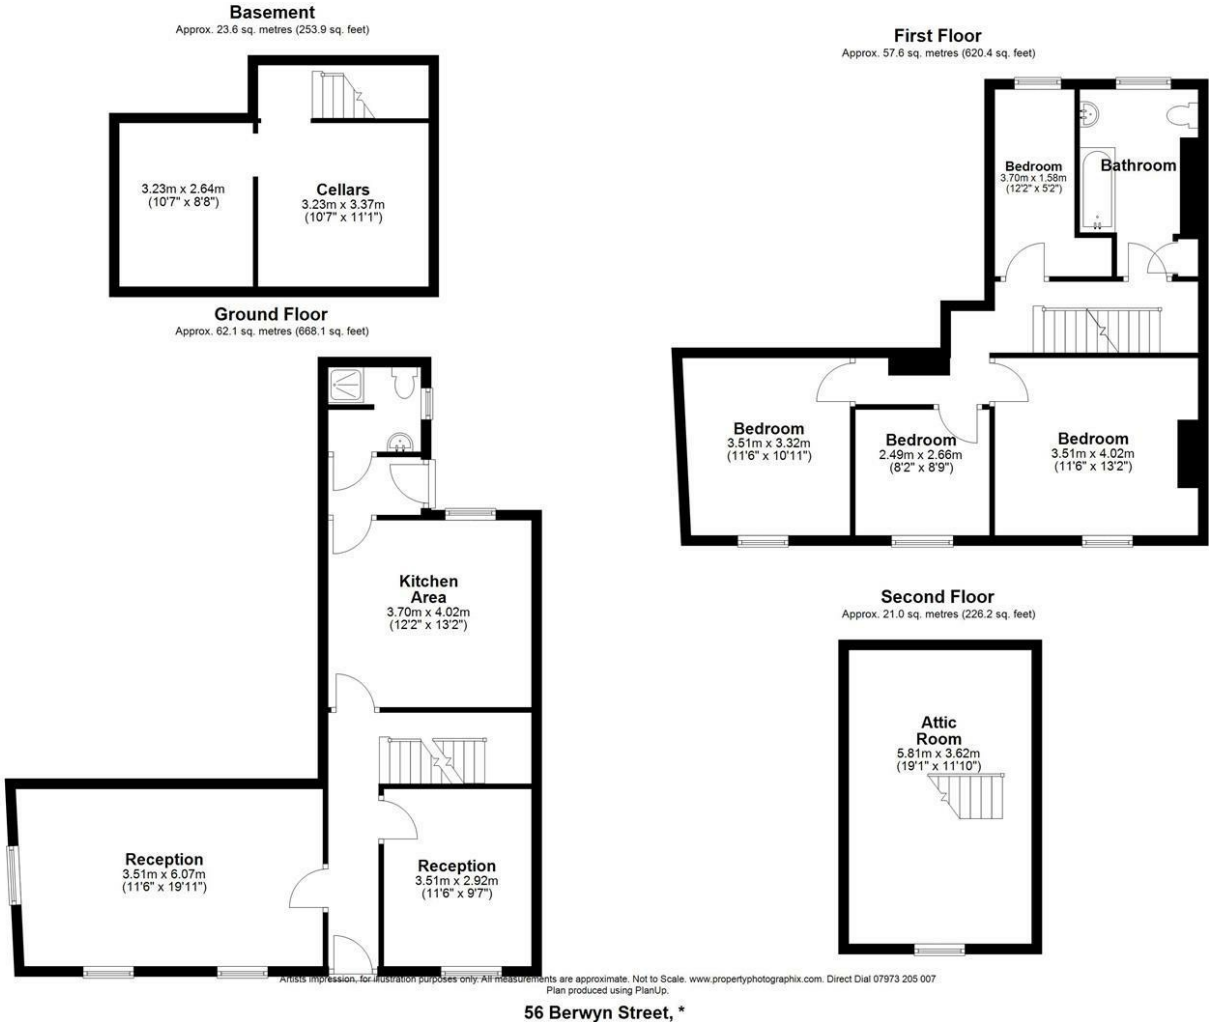 Basement
Approx. 23.6 sq. metres (253.9 sq. feet)
3.23m x 2.64m
(10'7" x 8'8")
Cellars
3.23m x 3.37m
(10'7" x 11'1")
Ground Floor
Approx. 62.1 sq. metres (668.1 sq. feet)
Kitchen
Area
3.70m x 4.02m
(12'2" x 13'2")
Reception
3.51m x 6.07m
(11'6" x 19'11")
Reception
3.51m x 2.92m
(11'6" x 9'7")
First Floor
Approx. 57.6 sq. metres (620.4 sq. feet)
Bedroom
3.70m x 1.58m
(12'2" x 5'2")
Bathroom
Bedroom
3.51m x 3.32m
(11'6" x 10'11")
Bedroom
2.49m x 2.66m
(8'2" x 8'9")
Bedroom
3.51m x 4.02m
(11'6" x 13'2")
Second Floor
Approx. 21.0 sq. metres (226.2 sq. feet)
Attic
Room
5.81m x 3.62m
(19'1" x 11'10")
Artists impression, for illustration purposes only. All measurements are approximate. Not to Scale. www.propertyphotographix.com. Direct Dial 07973 205 007
Plan produced using PlanUp.
56 Berwyn Street, *